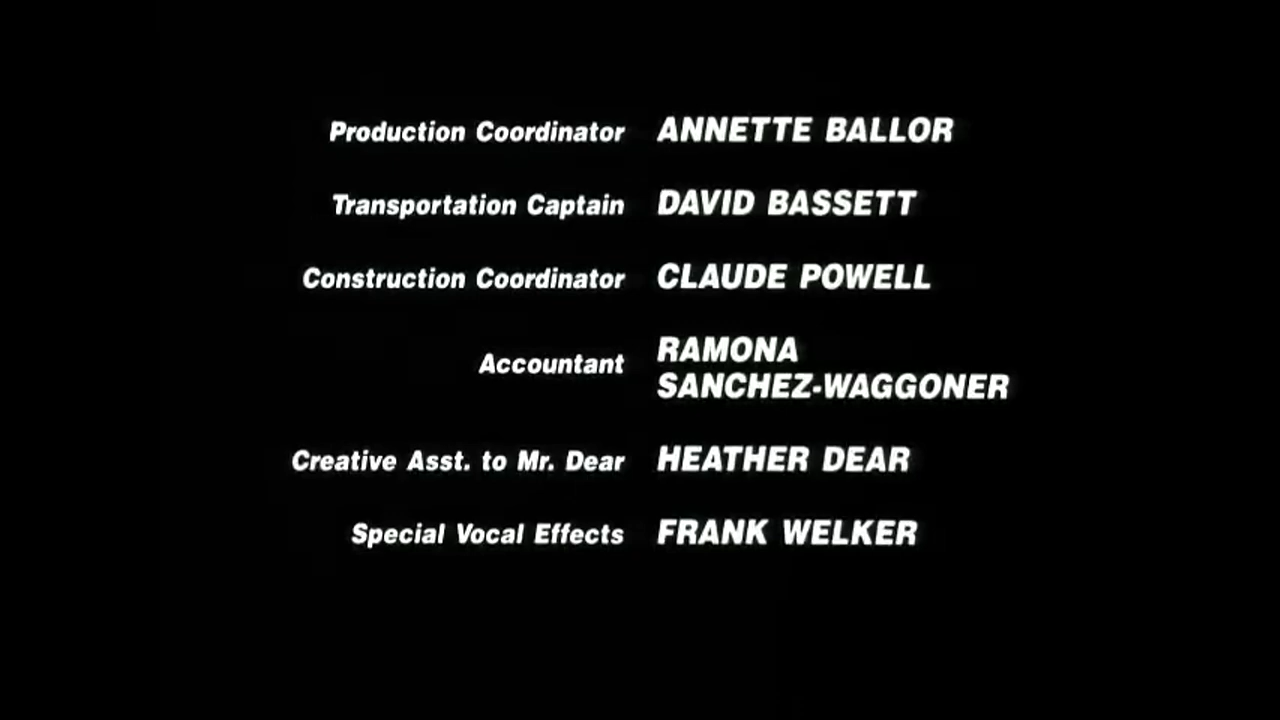 Production Coordinator ANNETTE BALLOR
Transportation Captain DAVID BASSETT
Construction Coordinator CLAUDE POWELL
Accountant RAMONA
SANCHEZ-WAGGONER
Creative Asst. to Mr. Dear HEATHER DEAR
Special Vocal Effects FRANK WELKER